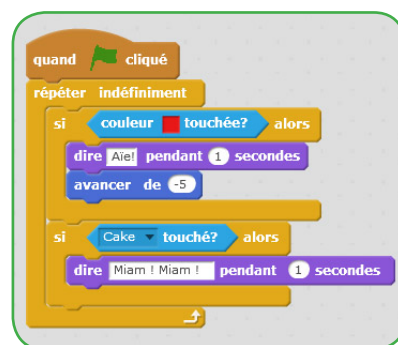 quand cliqué
répéter indéfiniment
si couleur touchée? alors
dire Aïe! pendant 1 secondes
avancer de -5
si Cake touché? alors
dire Miam ! Miam ! pendant 1 secondes